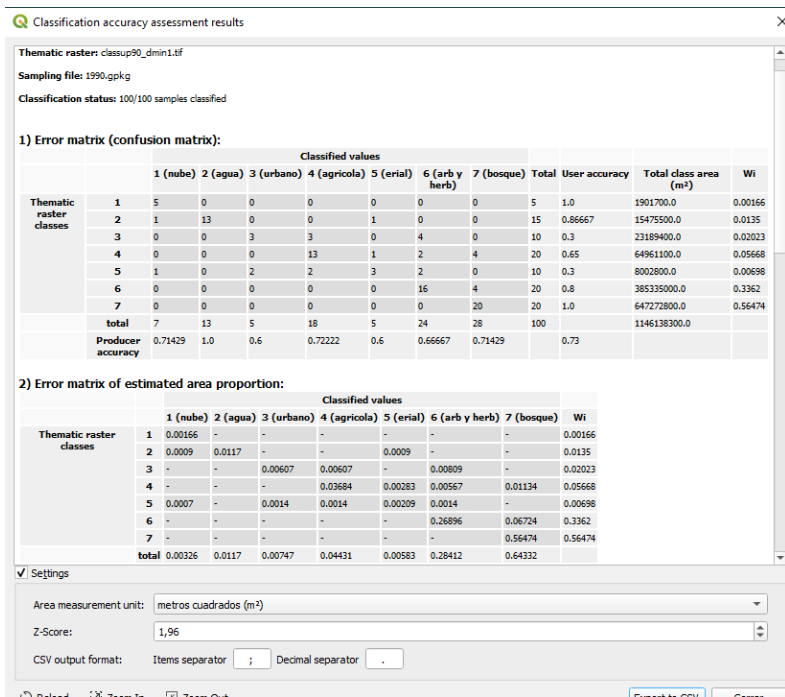 Classification accuracy assessment results
Thematic raster: classup90_dmin1.tif
Sampling file: 1990.gpkg
Classification status: 100/100 samples classified
1) Error matrix (confusion matrix):
Classified values
1 (nube) 2 (agua) 3 (urbano) 4 (agricola) 5 (erial) 6 (arb y herb) 7 (bosque) Total User accuracy Total class area (m²) Wi
Thematic raster classes
1 5 0 0 0 0 0 0 5 1.0 1901700.0 0.00166
2 1 13 0 0 1 0 0 15 0.86667 15475500.0 0.0135
3 0 0 3 3 0 4 0 10 0.3 23189400.0 0.02023
4 0 0 0 13 1 2 4 20 0.65 64961100.0 0.05668
5 1 0 2 2 3 2 0 10 0.3 8002800.0 0.00698
6 0 0 0 0 0 16 4 20 0.8 385335000.0 0.3362
7 0 0 0 0 0 0 20 20 1.0 647272800.0 0.56474
total 7 13 5 18 5 24 28 100 1146138300.0
Producer accuracy 0.71429 1.0 0.6 0.72222 0.6 0.66667 0.71429 0.73
2) Error matrix of estimated area proportion:
Classified values
1 (nube) 2 (agua) 3 (urbano) 4 (agricola) 5 (erial) 6 (arb y herb) 7 (bosque) Wi
Thematic raster classes
1 0.00166 - - - - - - 0.00166
2 0.0009 0.0117 - - 0.0009 - - 0.0135
3 - - 0.00607 0.00607 - 0.00809 - 0.02023
4 - - - 0.03684 0.00283 0.00567 0.01134 0.05668
5 0.0007 - 0.0014 0.0014 0.00209 0.0014 - 0.00698
6 - - - - - 0.26896 0.06724 0.3362
7 - - - - - - 0.56474 0.56474
total 0.00326 0.0117 0.00747 0.04431 0.00583 0.28412 0.64332
Settings
Area measurement unit: metros cuadrados (m²)
Z-Score: 1,96
CSV output format: Items separator ; Decimal separator .
Reload Zoom In Zoom Out Export to CSV Cerrar